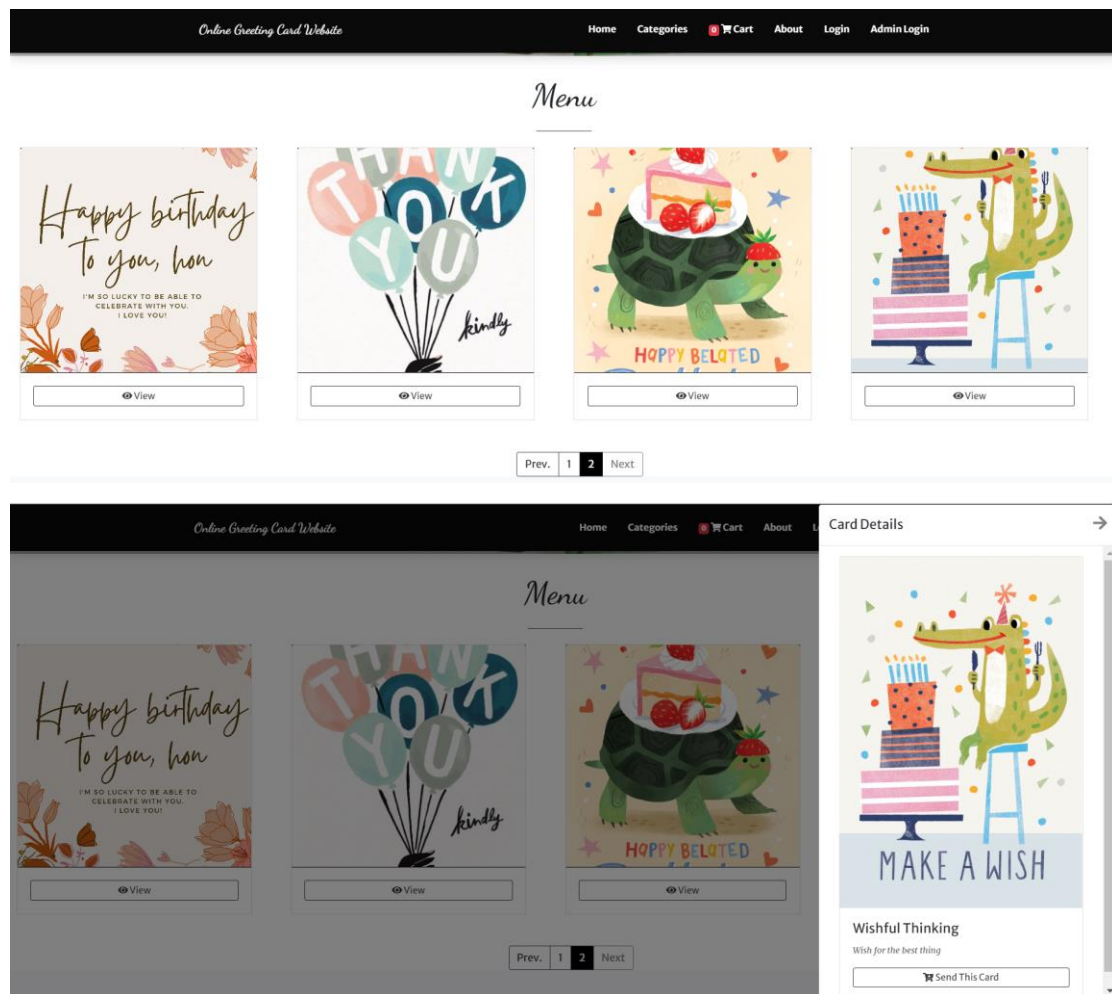 Online Greeting Card Website
Home Categories 0 Cart About Login Admin Login
Menu
Happy birthday
to you, hon
I'M SO LUCKY TO BE ABLE TO
CELEBRATE WITH YOU.
I LOVE YOU!
THANK
YOU
kindly
HAPPY BELATED
View
View
View
View
Prev. 1 2 Next
Online Greeting Card Website
Home Categories 0 Cart About
Card Details
Menu
Happy birthday
to you, hon
I'M SO LUCKY TO BE ABLE TO
CELEBRATE WITH YOU.
I LOVE YOU!
THANK
YOU
kindly
HAPPY BELATED
View
View
View
Prev. 1 2 Next
MAKE A WISH
Wishful Thinking
Wish for the best thing
Send This Card